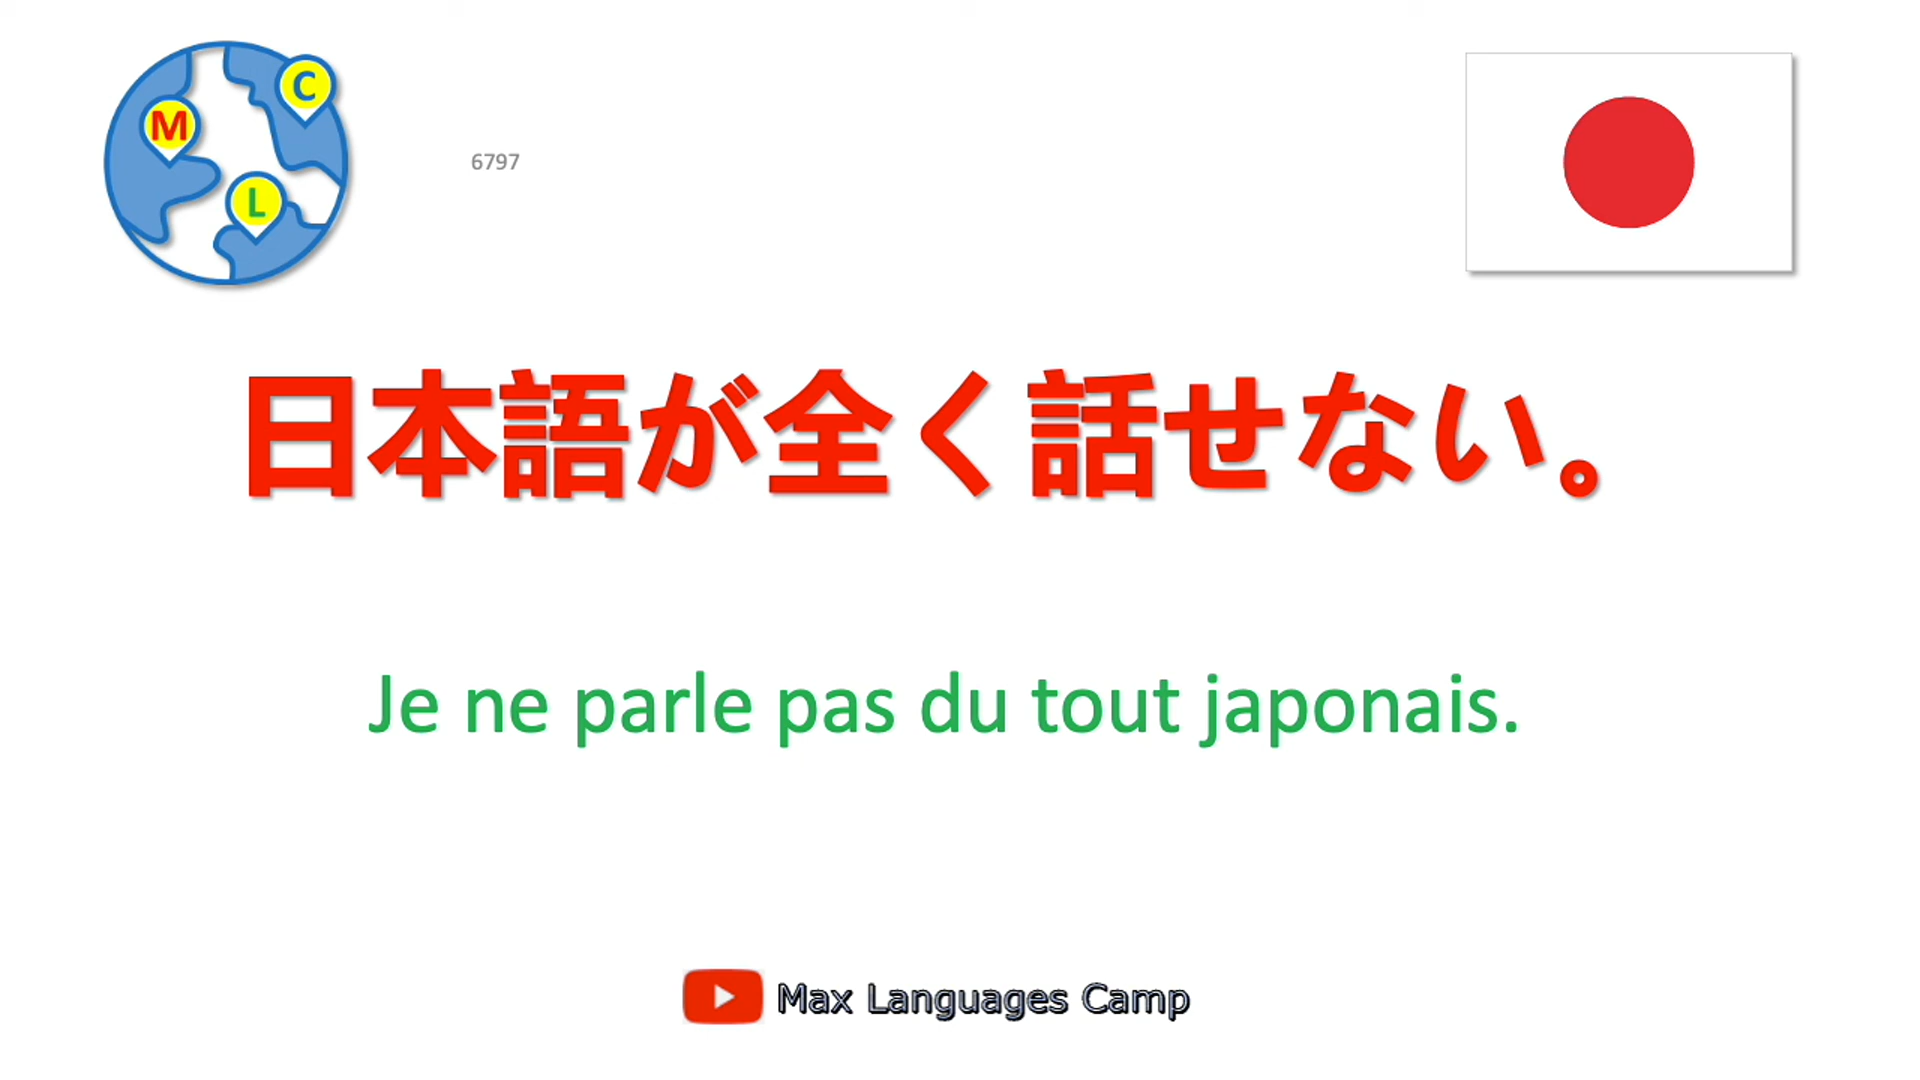 M
C
L
6797
日本語が全く話せない。
Je ne parle pas du tout japonais.
Max Languages Camp